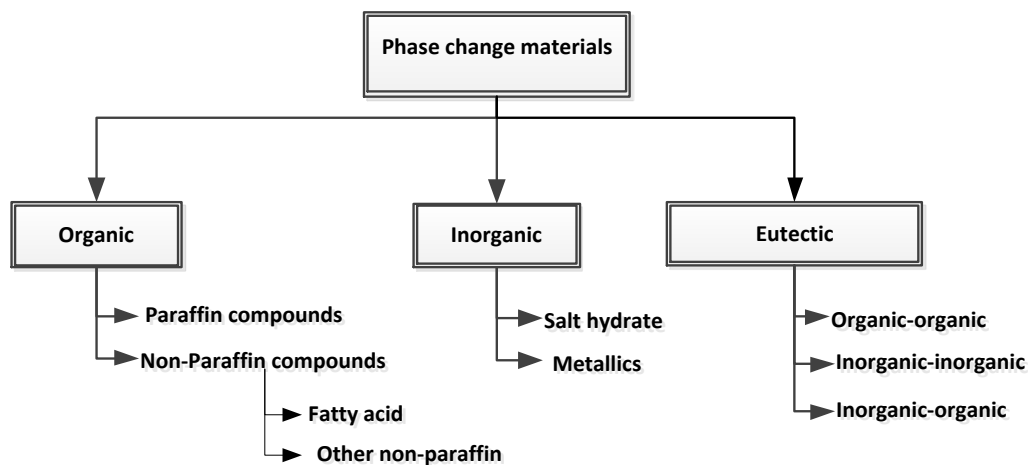 Phase change materials
Organic
Inorganic
Eutectic
Paraffin compounds
Non-Paraffin compounds
Fatty acid
Other non-paraffin
Salt hydrate
Metallics
Organic-organic
Inorganic-inorganic
Inorganic-organic